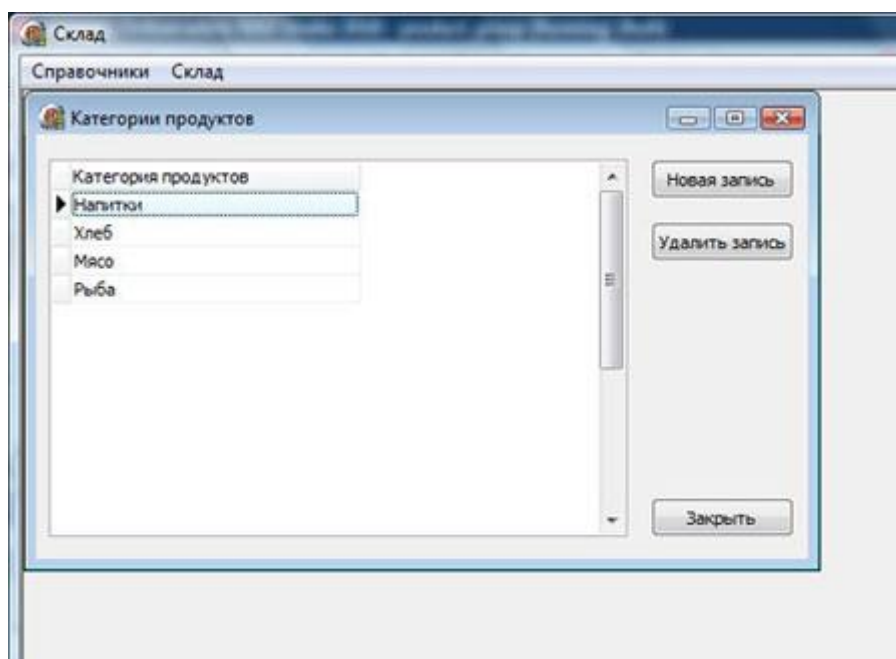 Склад
Справочники Склад
Категории продуктов
Категория продуктов
Напитки
Хлеб
Мясо
Рыба
Новая запись
Удалить запись
Закрыть